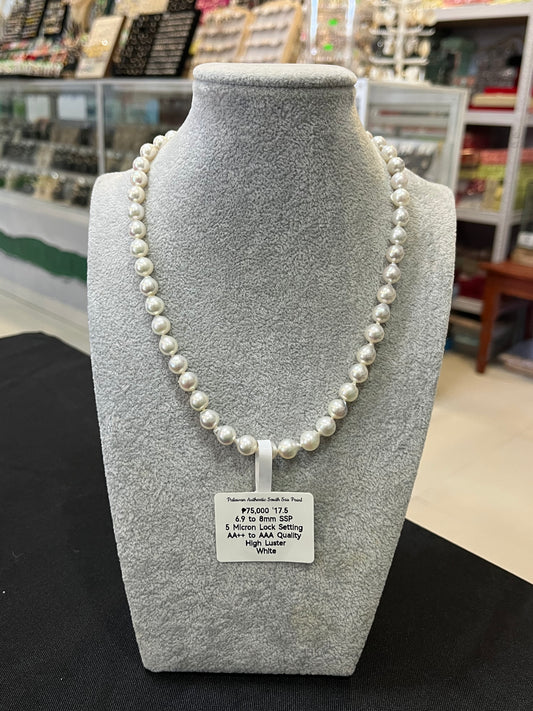 Palawan Authentic South Sea Pearl
₱75,000 '17.5
6.9 to 8mm SSP
5 Micron Lock Setting
AA++ to AAA Quality
High Luster
White